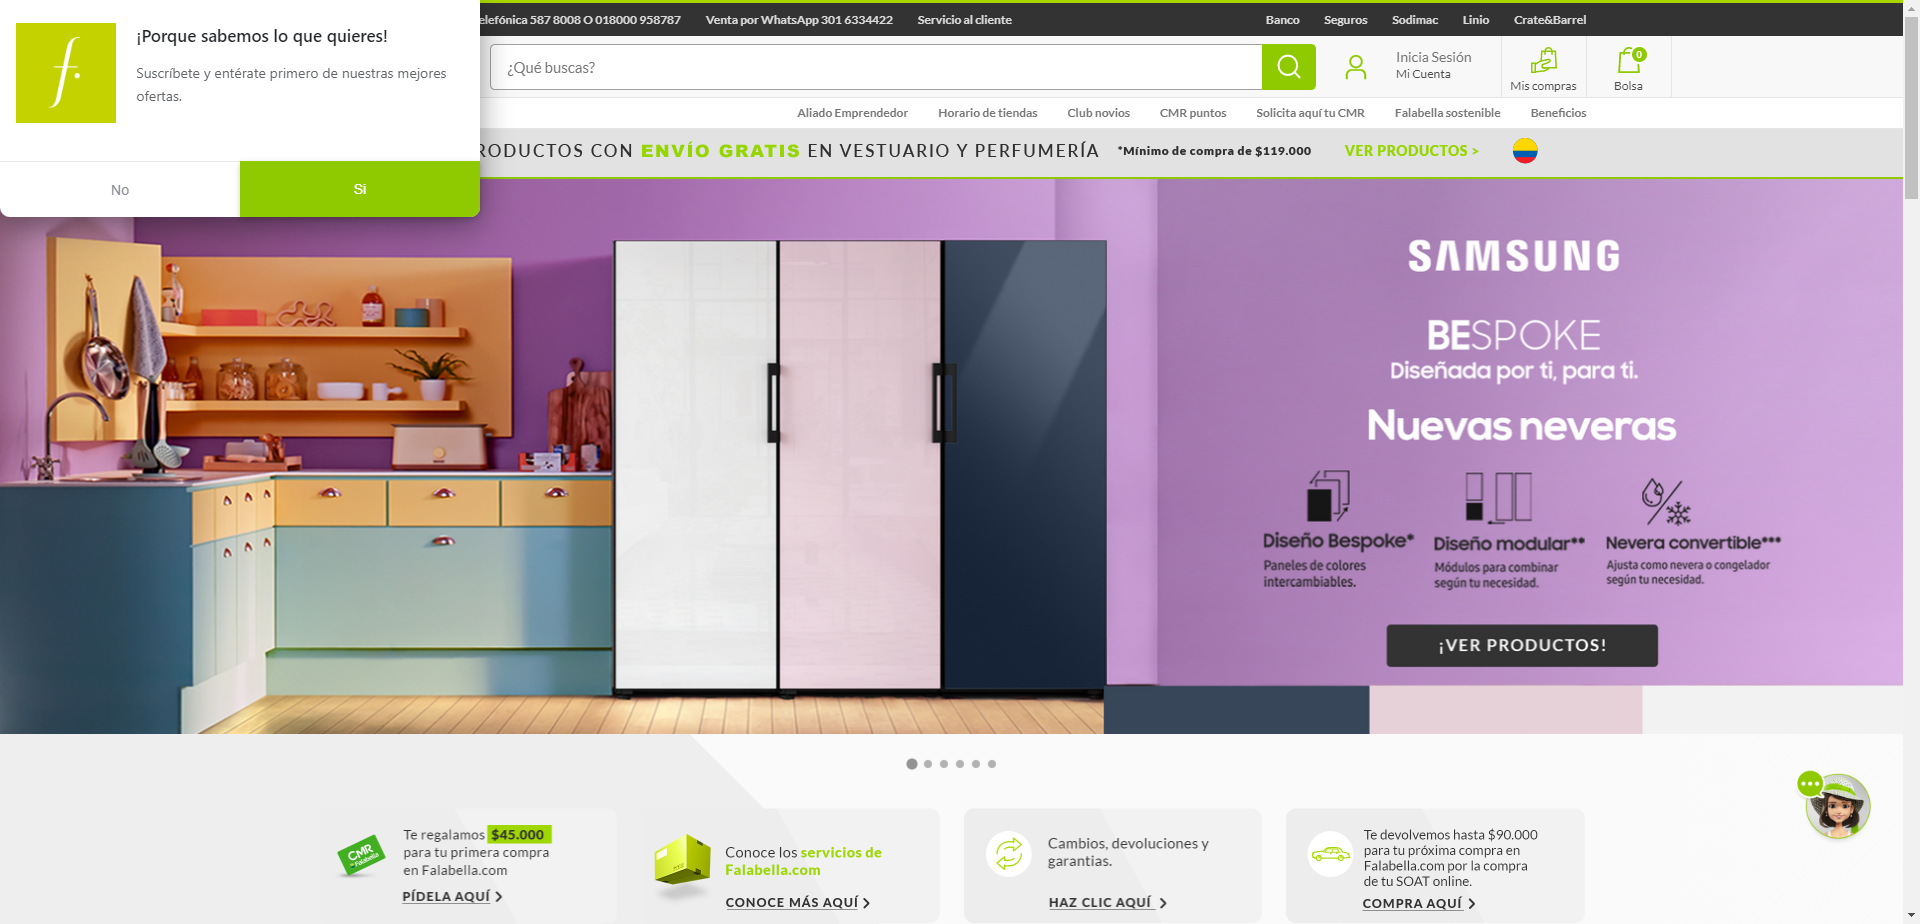 ¡Porque sabemos lo que quieres!
Suscríbete y entérate primero de nuestras mejores
ofertas.
No
Si
elefónica 587 8008 O 018000 958787
Venta por WhatsApp 301 6334422
Servicio al cliente
Banco
Seguros
Sodimac
Linio
Crate&Barrel
¿Qué buscas?
Inicia Sesión
Mi Cuenta
Mis compras
0
Bolsa
Aliado Emprendedor
Horario de tiendas
Club novios
CMR puntos
Solicita aquí tu CMR
Falabella sostenible
Beneficios
RODUCTOS CON ENVÍO GRATIS EN VESTUARIO Y PERFUMERÍA *Mínimo de compra de $119.000 VER PRODUCTOS >
SAMSUNG
BESPOKE
Diseñada por ti, para ti.
Nuevas neveras
Diseño Bespoke*
Paneles de colores
intercambiables.
Diseño modular**
Módulos para combinar
según tu necesidad.
Nevera convertible***
Ajusta como nevera o congelador
según tu necesidad.
¡VER PRODUCTOS!
CMR
Falabella
Te regalamos $45.000
para tu primera compra
en Falabella.com
PÍDELA AQUÍ >
Conoce los servicios de
Falabella.com
CONOCE MÁS AQUÍ >
Cambios, devoluciones y
garantias.
HAZ CLIC AQUÍ >
Te devolvemos hasta $90.000
para tu próxima compra en
Falabella.com por la compra
de tu SOAT online.
COMPRA AQUÍ >